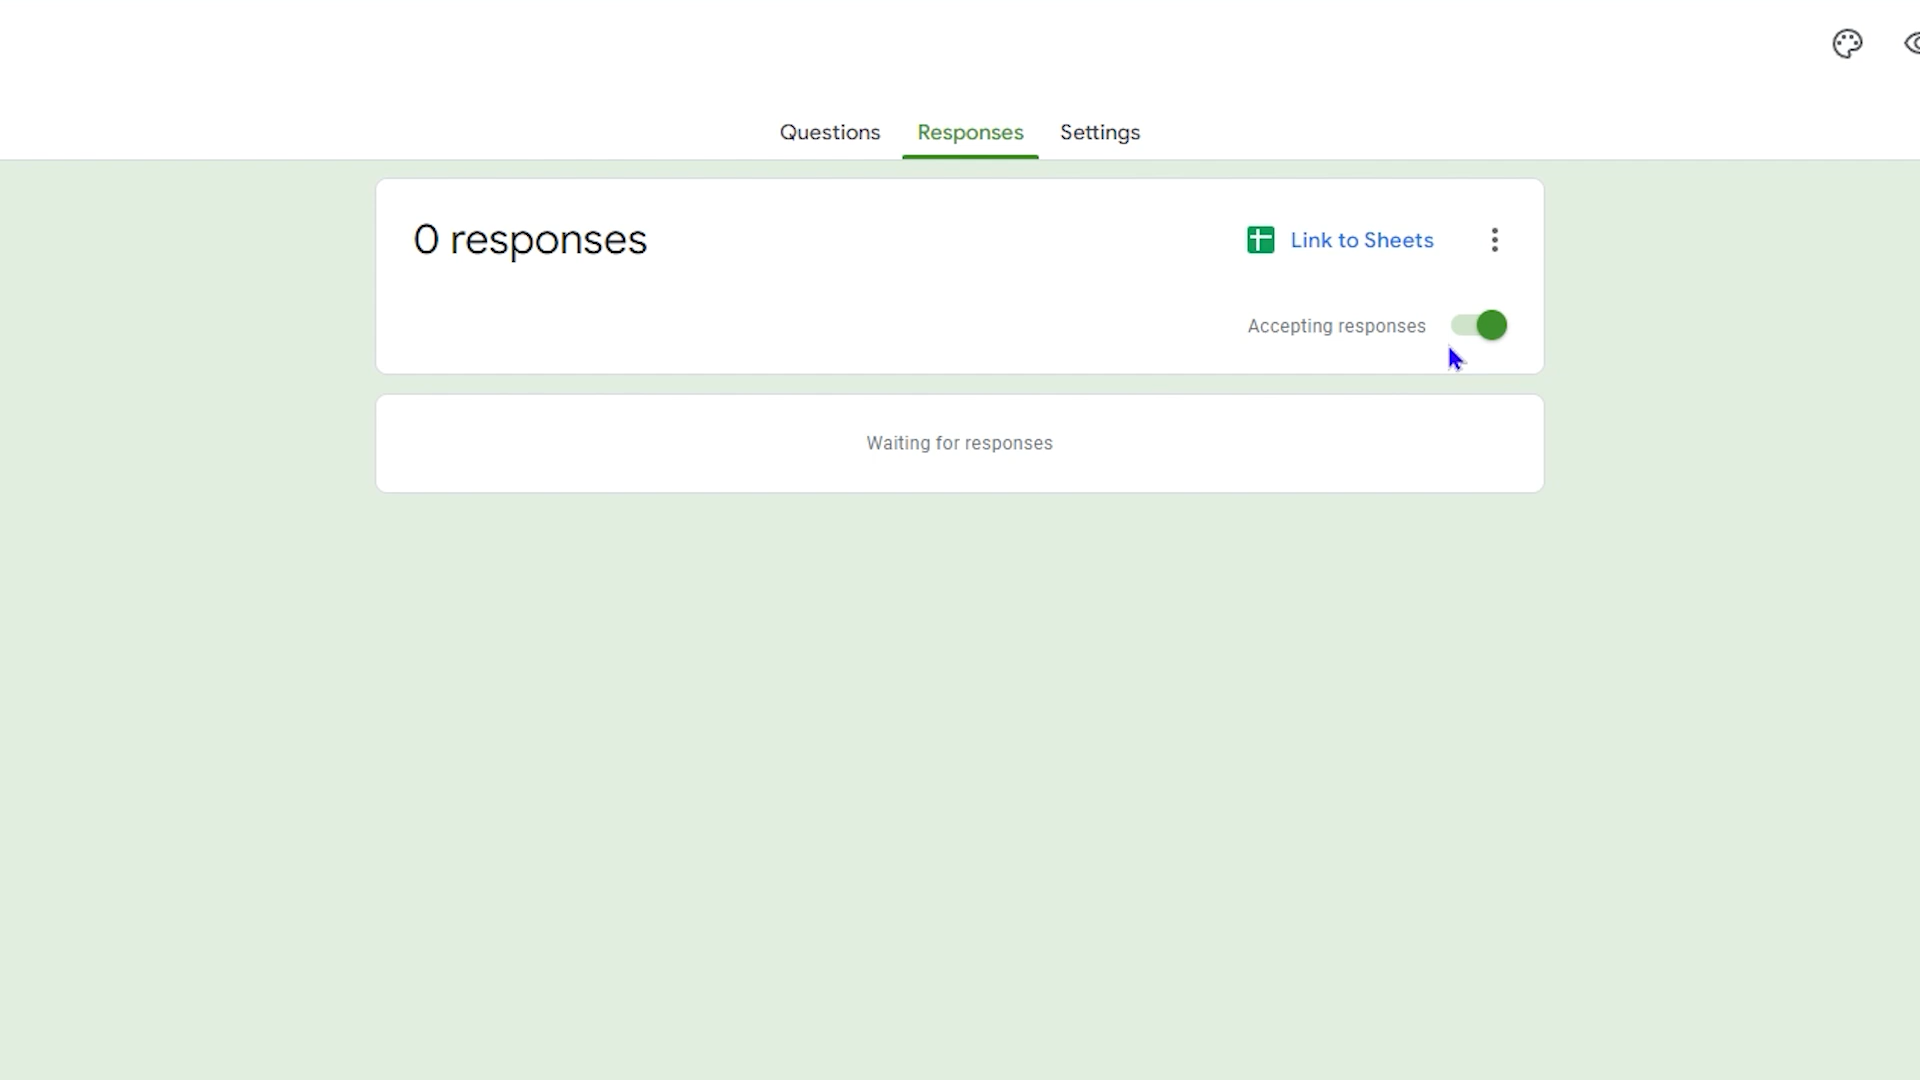 Questions Responses Settings
0 responses
Link to Sheets
Accepting responses
Waiting for responses